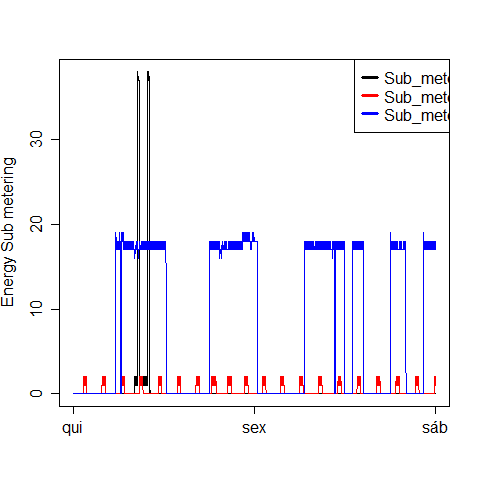 Sub_mete
Sub_mete
Sub_mete
Energy Sub metering
30
20
10
0
qui sex sáb